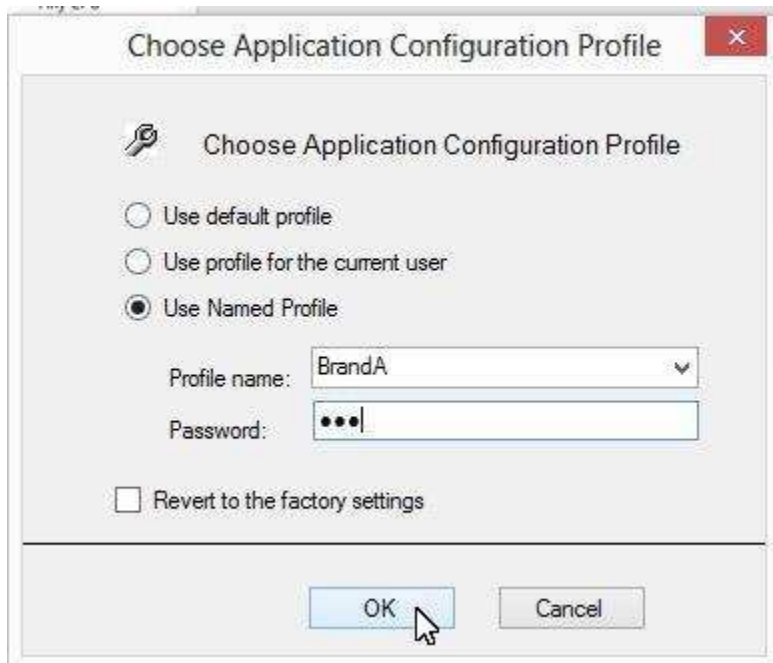 Choose Application Configuration Profile
Choose Application Configuration Profile
Use default profile
Use profile for the current user
Use Named Profile
Profile name: BrandA
Password: •••
Revert to the factory settings
OK Cancel